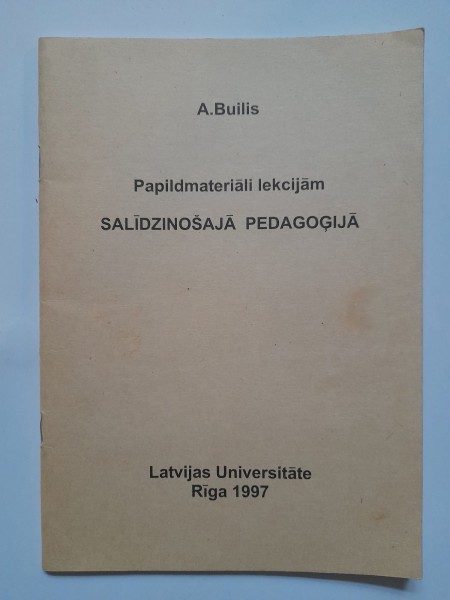 A.Builis
Papildmateriāli lekcijām
SALĪDZINOŠAJĀ PEDAGOĢIJĀ
Latvijas Universitāte
Rīga 1997